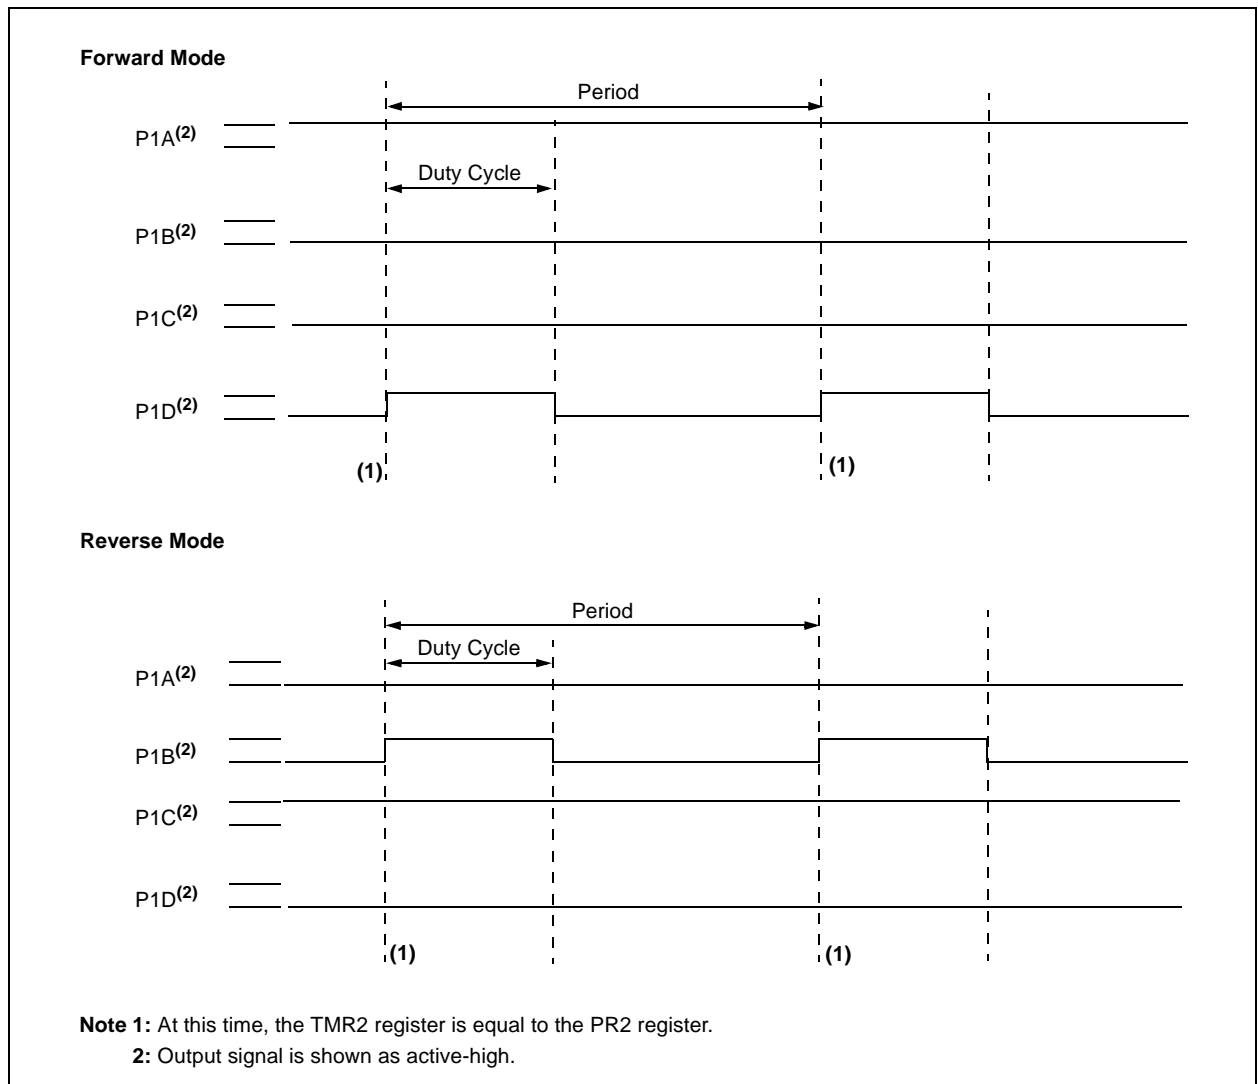 Forward Mode
Period
P1A(2)
Duty Cycle
P1B(2)
P1C(2)
P1D(2)
(1)
(1)
Reverse Mode
Period
Duty Cycle
P1A(2)
P1B(2)
P1C(2)
P1D(2)
(1)
(1)
Note 1: At this time, the TMR2 register is equal to the PR2 register.
2: Output signal is shown as active-high.